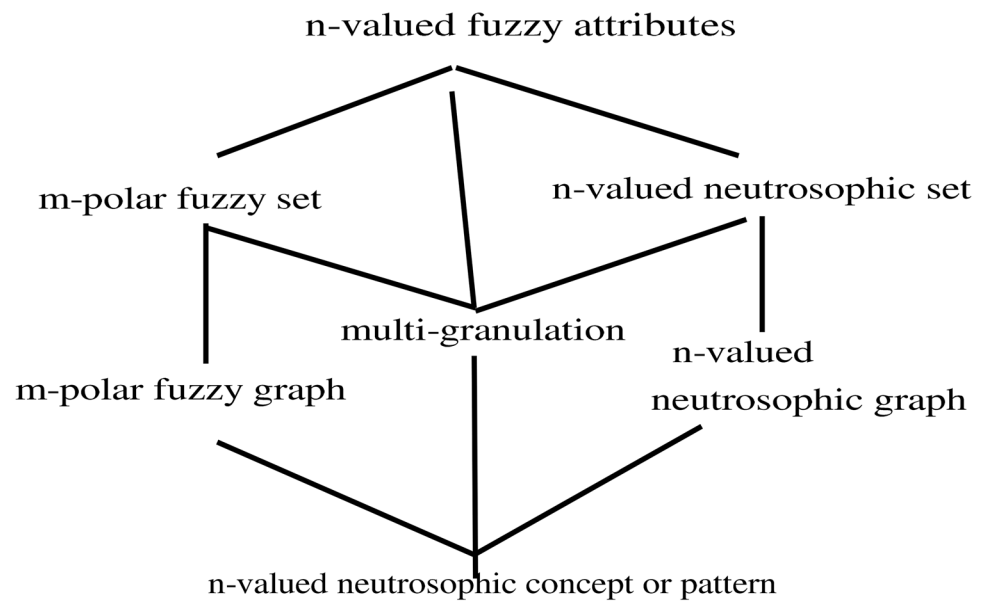 n-valued fuzzy attributes
m-polar fuzzy set
n-valued neutrosophic set
multi-granulation
n-valued
neutrosophic graph
m-polar fuzzy graph
n-valued neutrosophic concept or pattern